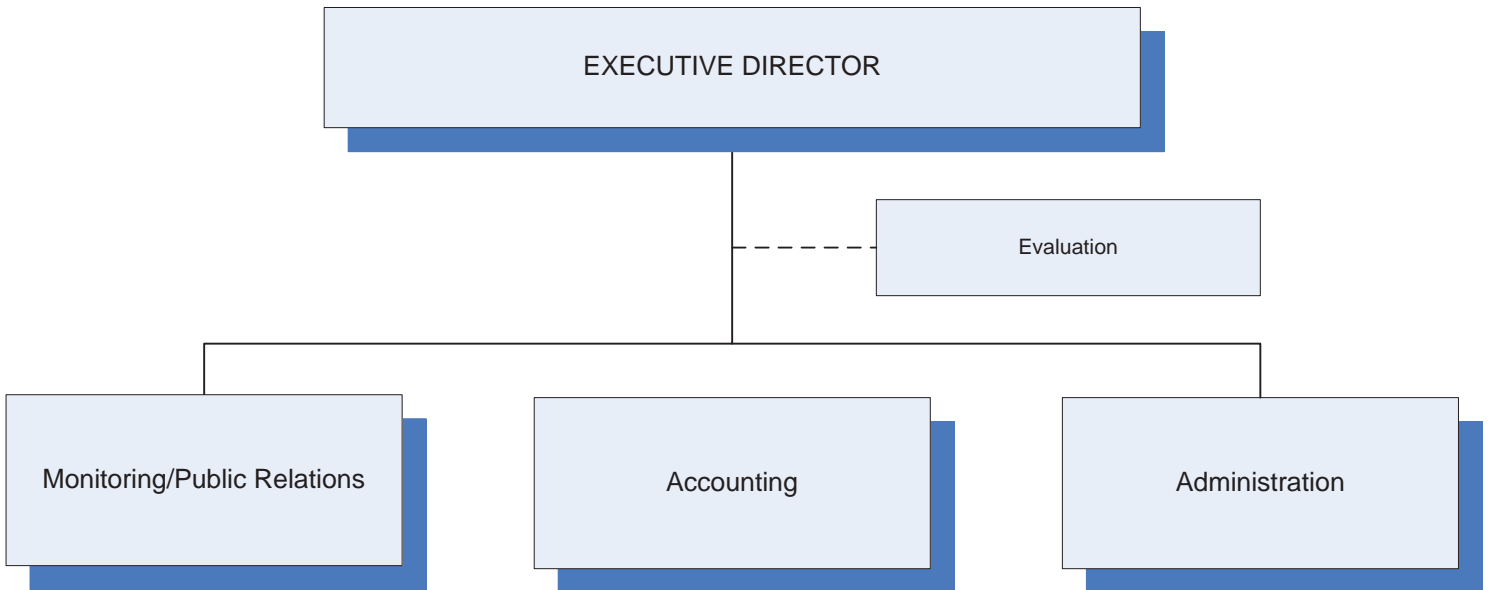 EXECUTIVE DIRECTOR
Evaluation
Monitoring/Public Relations
Accounting
Administration